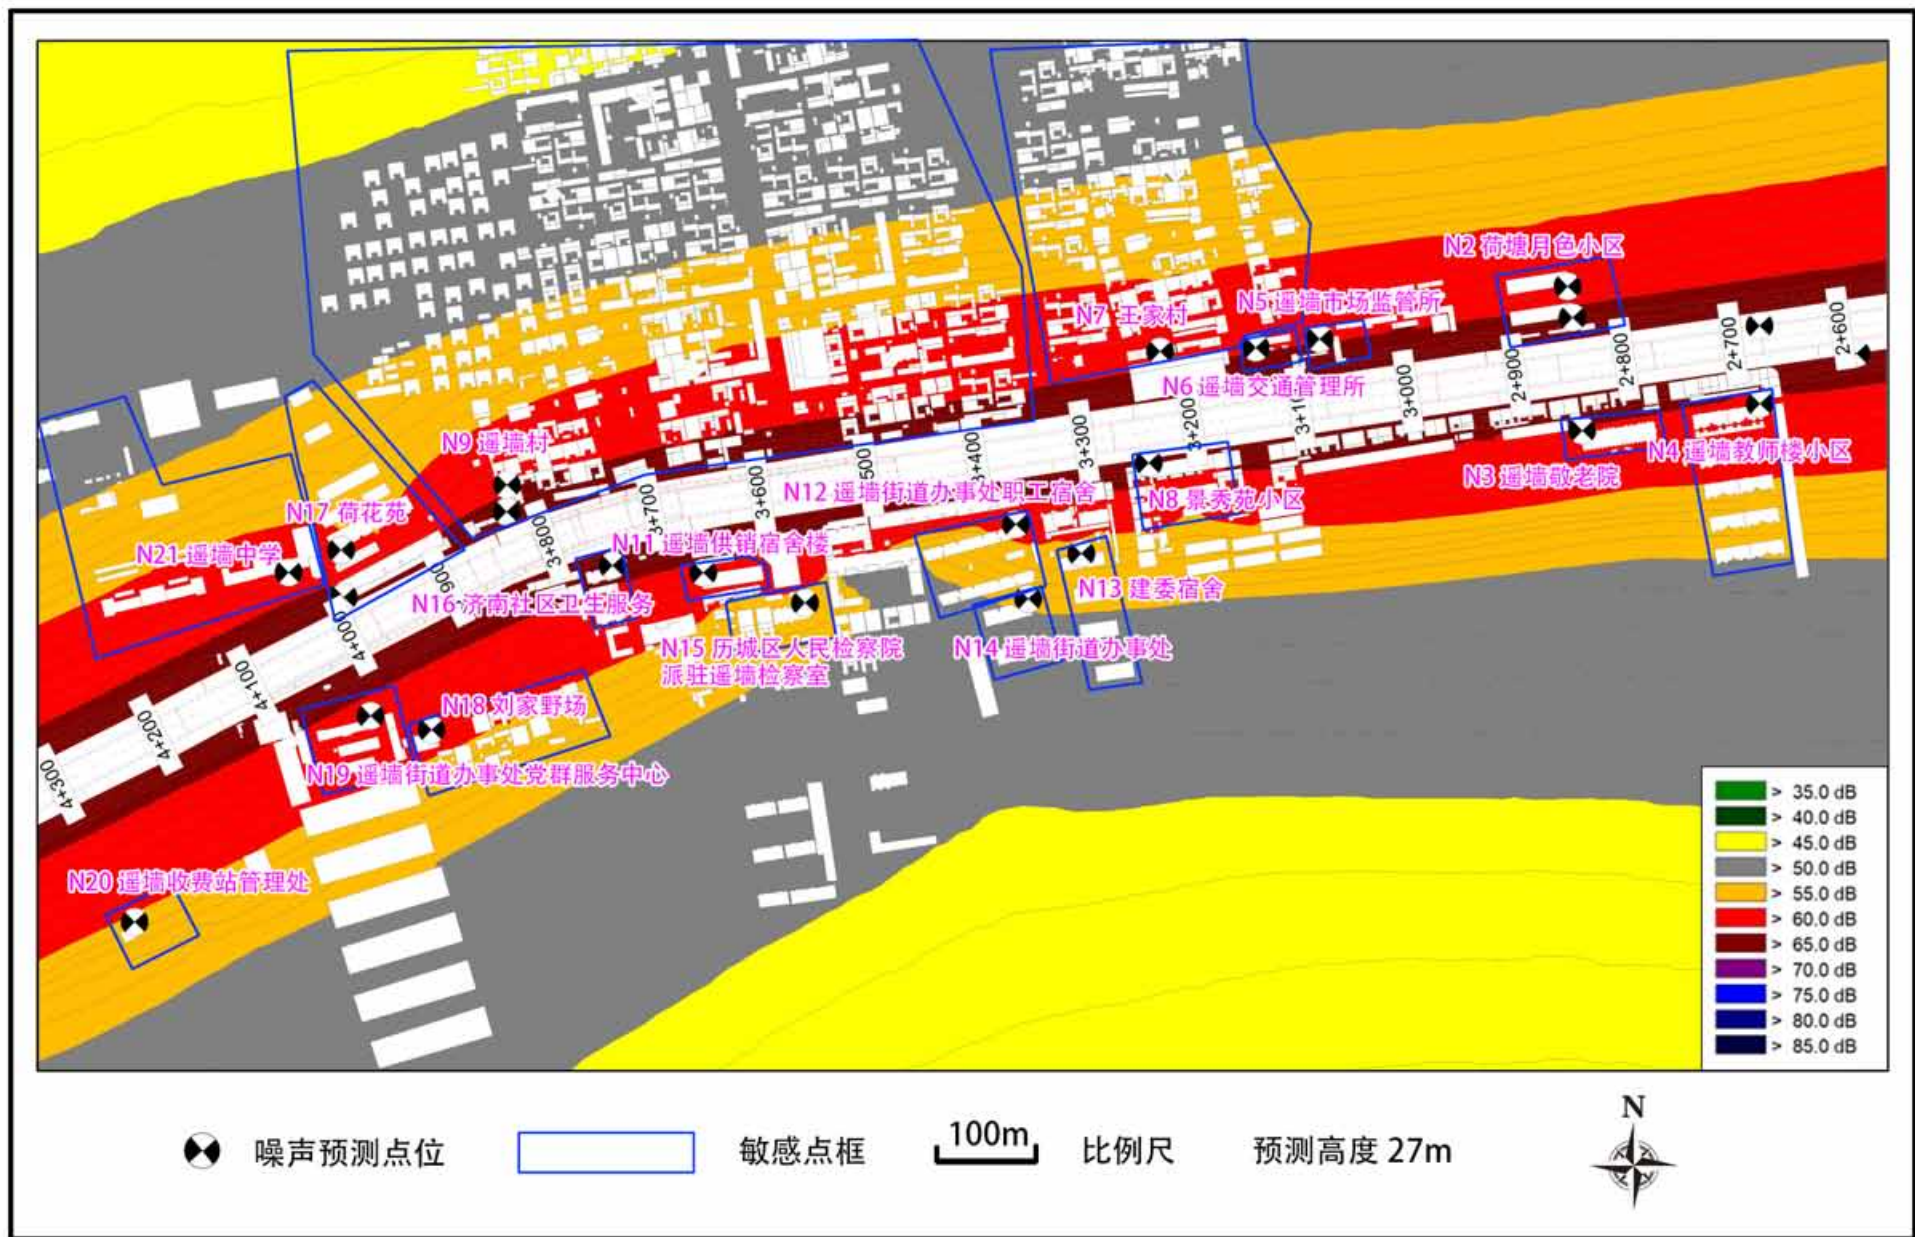 N2 荷塘月色小区
N5 遥墙市场监管所
N7 王家村
2+600
2+700
2+800
2+900
3+000
N6 遥墙交通管理所
3+200
3+300
3+400
N9 遥墙村
N3 遥墙敬老院
N4 遥墙教师楼小区
N12 遥墙街道办事处职工宿舍
N8 景秀苑小区
500
3+600
3+700
3+800
N17 荷花苑
N21 遥墙中学
N11 遥墙供销宿舍楼
900
N16 济南社区卫生服务
N13 建委宿舍
4+000
N15 历城区人民检察院
派驻遥墙检察室
N14 遥墙街道办事处
4+100
4+200
4+300
N18 刘家野场
N19 遥墙街道办事处党群服务中心
N20 遥墙收费站管理处
> 35.0 dB
> 40.0 dB
> 45.0 dB
> 50.0 dB
> 55.0 dB
> 60.0 dB
> 65.0 dB
> 70.0 dB
> 75.0 dB
> 80.0 dB
> 85.0 dB
噪声预测点位
敏感点框
100m
比例尺
预测高度 27m
N